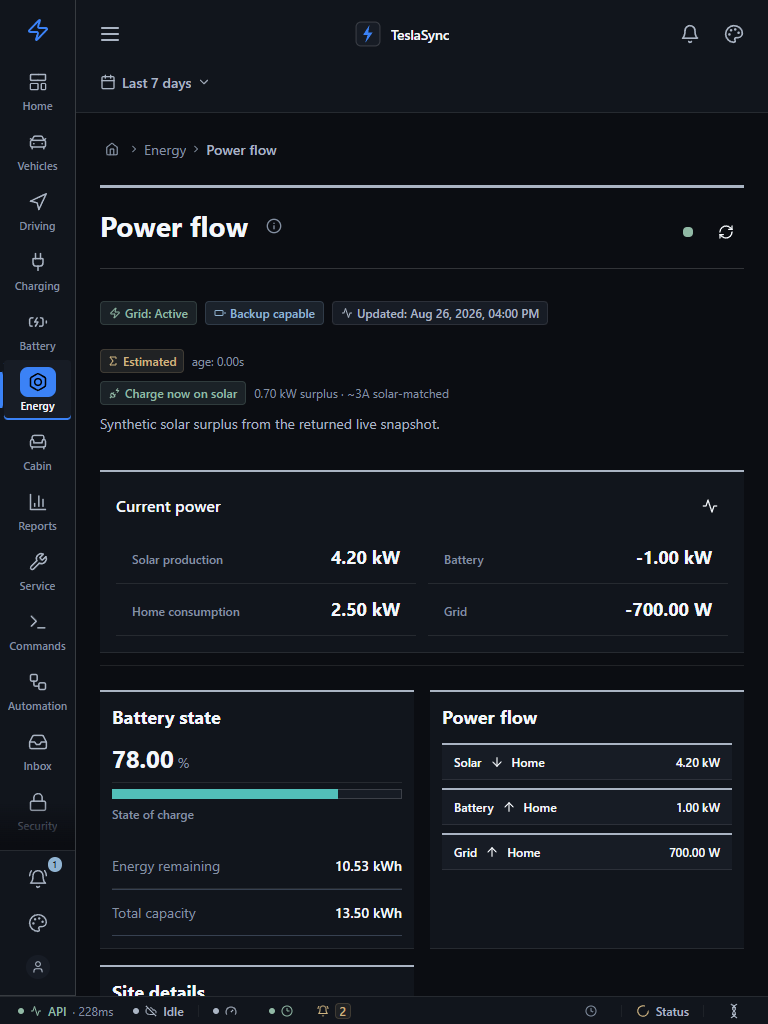 TeslaSync
Last 7 days
Home
Vehicles
Driving
Charging
Battery
Energy
Cabin
Reports
Service
Commands
Automation
Inbox
Security
1
Energy
Power flow
Power flow
Grid: Active
Backup capable
Updated: Aug 26, 2026, 04:00 PM
Σ Estimated
age: 0.00s
Charge now on solar
0.70 kW surplus · ~3A solar-matched
Synthetic solar surplus from the returned live snapshot.
Current power
Solar production 4.20 kW
Battery -1.00 kW
Home consumption 2.50 kW
Grid -700.00 W
Battery state
78.00 %
State of charge
Energy remaining 10.53 kWh
Total capacity 13.50 kWh
Power flow
Solar ↓ Home 4.20 kW
Battery ↑ Home 1.00 kW
Grid ↑ Home 700.00 W
Site details
API · 228ms
Idle
2
Status